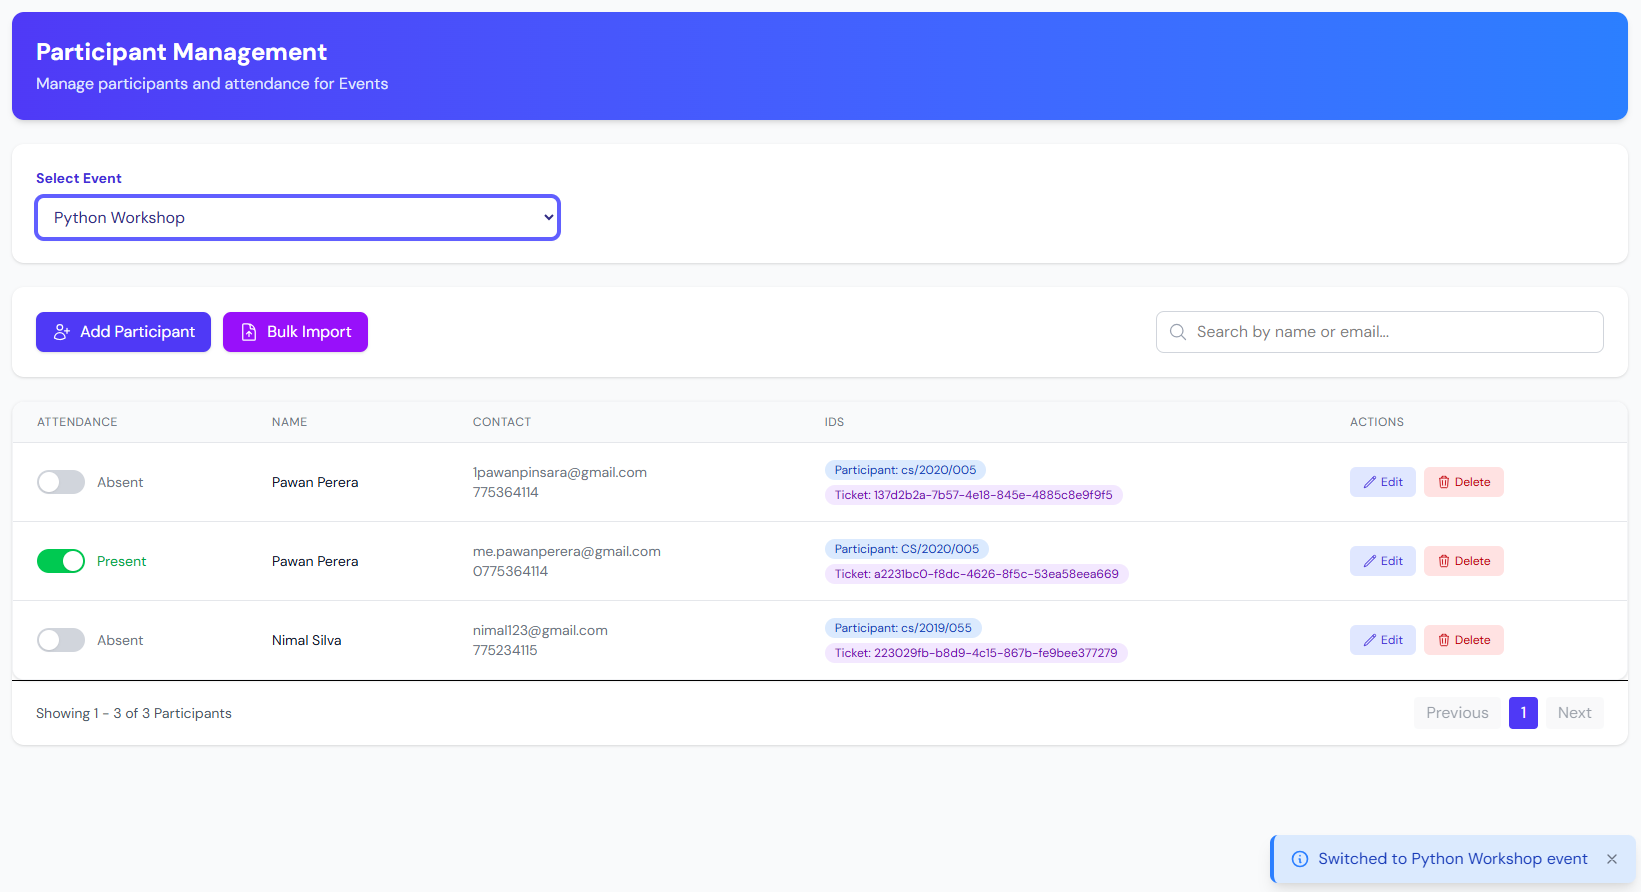 Participant Management
Manage participants and attendance for Events
Select Event
Python Workshop
Add Participant
Bulk Import
Search by name or email...
ATTENDANCE NAME CONTACT IDS ACTIONS
Absent Pawan Perera 1pawanpinsara@gmail.com Participant: cs/2020/005 Edit Delete
775364114 Ticket: 137d2b2a-7b57-4e18-845e-4885c8e9f9f5
Present Pawan Perera me.pawanperera@gmail.com Participant: CS/2020/005 Edit Delete
0775364114 Ticket: a2231bc0-f8dc-4626-8f5c-53ea58eea669
Absent Nimal Silva nimal123@gmail.com Participant: cs/2019/055 Edit Delete
775234115 Ticket: 223029fb-b8d9-4c15-867b-fe9bee377279
Showing 1 - 3 of 3 Participants
Previous 1 Next
Switched to Python Workshop event